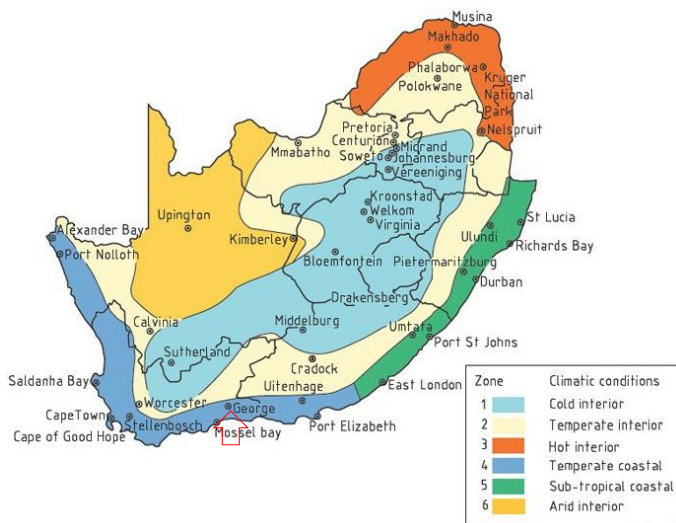 Musina
Makhado
Phalaborwa
Polokwane
Kruger
National
Park
Nelspruit
Pretoria
Centurion
Midrand
Soweto
Johannesburg
Vereeniging
Mmabatho
Kroonstad
Welkom
Virginia
Upington
Kimberley
Bloemfontein
Alexander Bay
Port Nolloth
St Lucia
Ulundi
Richards Bay
Pietermaritzburg
Durban
Drakensberg
Calvinia
Middelburg
Umtata
Port St Johns
Sutherland
Cradock
Saldanha Bay
Worcester
Uitenhage
East London
George
CapeTown
Stellenbosch
Mossel bay
Port Elizabeth
Cape of Good Hope
Zone Climatic conditions
1 Cold interior
2 Temperate interior
3 Hot interior
4 Temperate coastal
5 Sub-tropical coastal
6 Arid interior